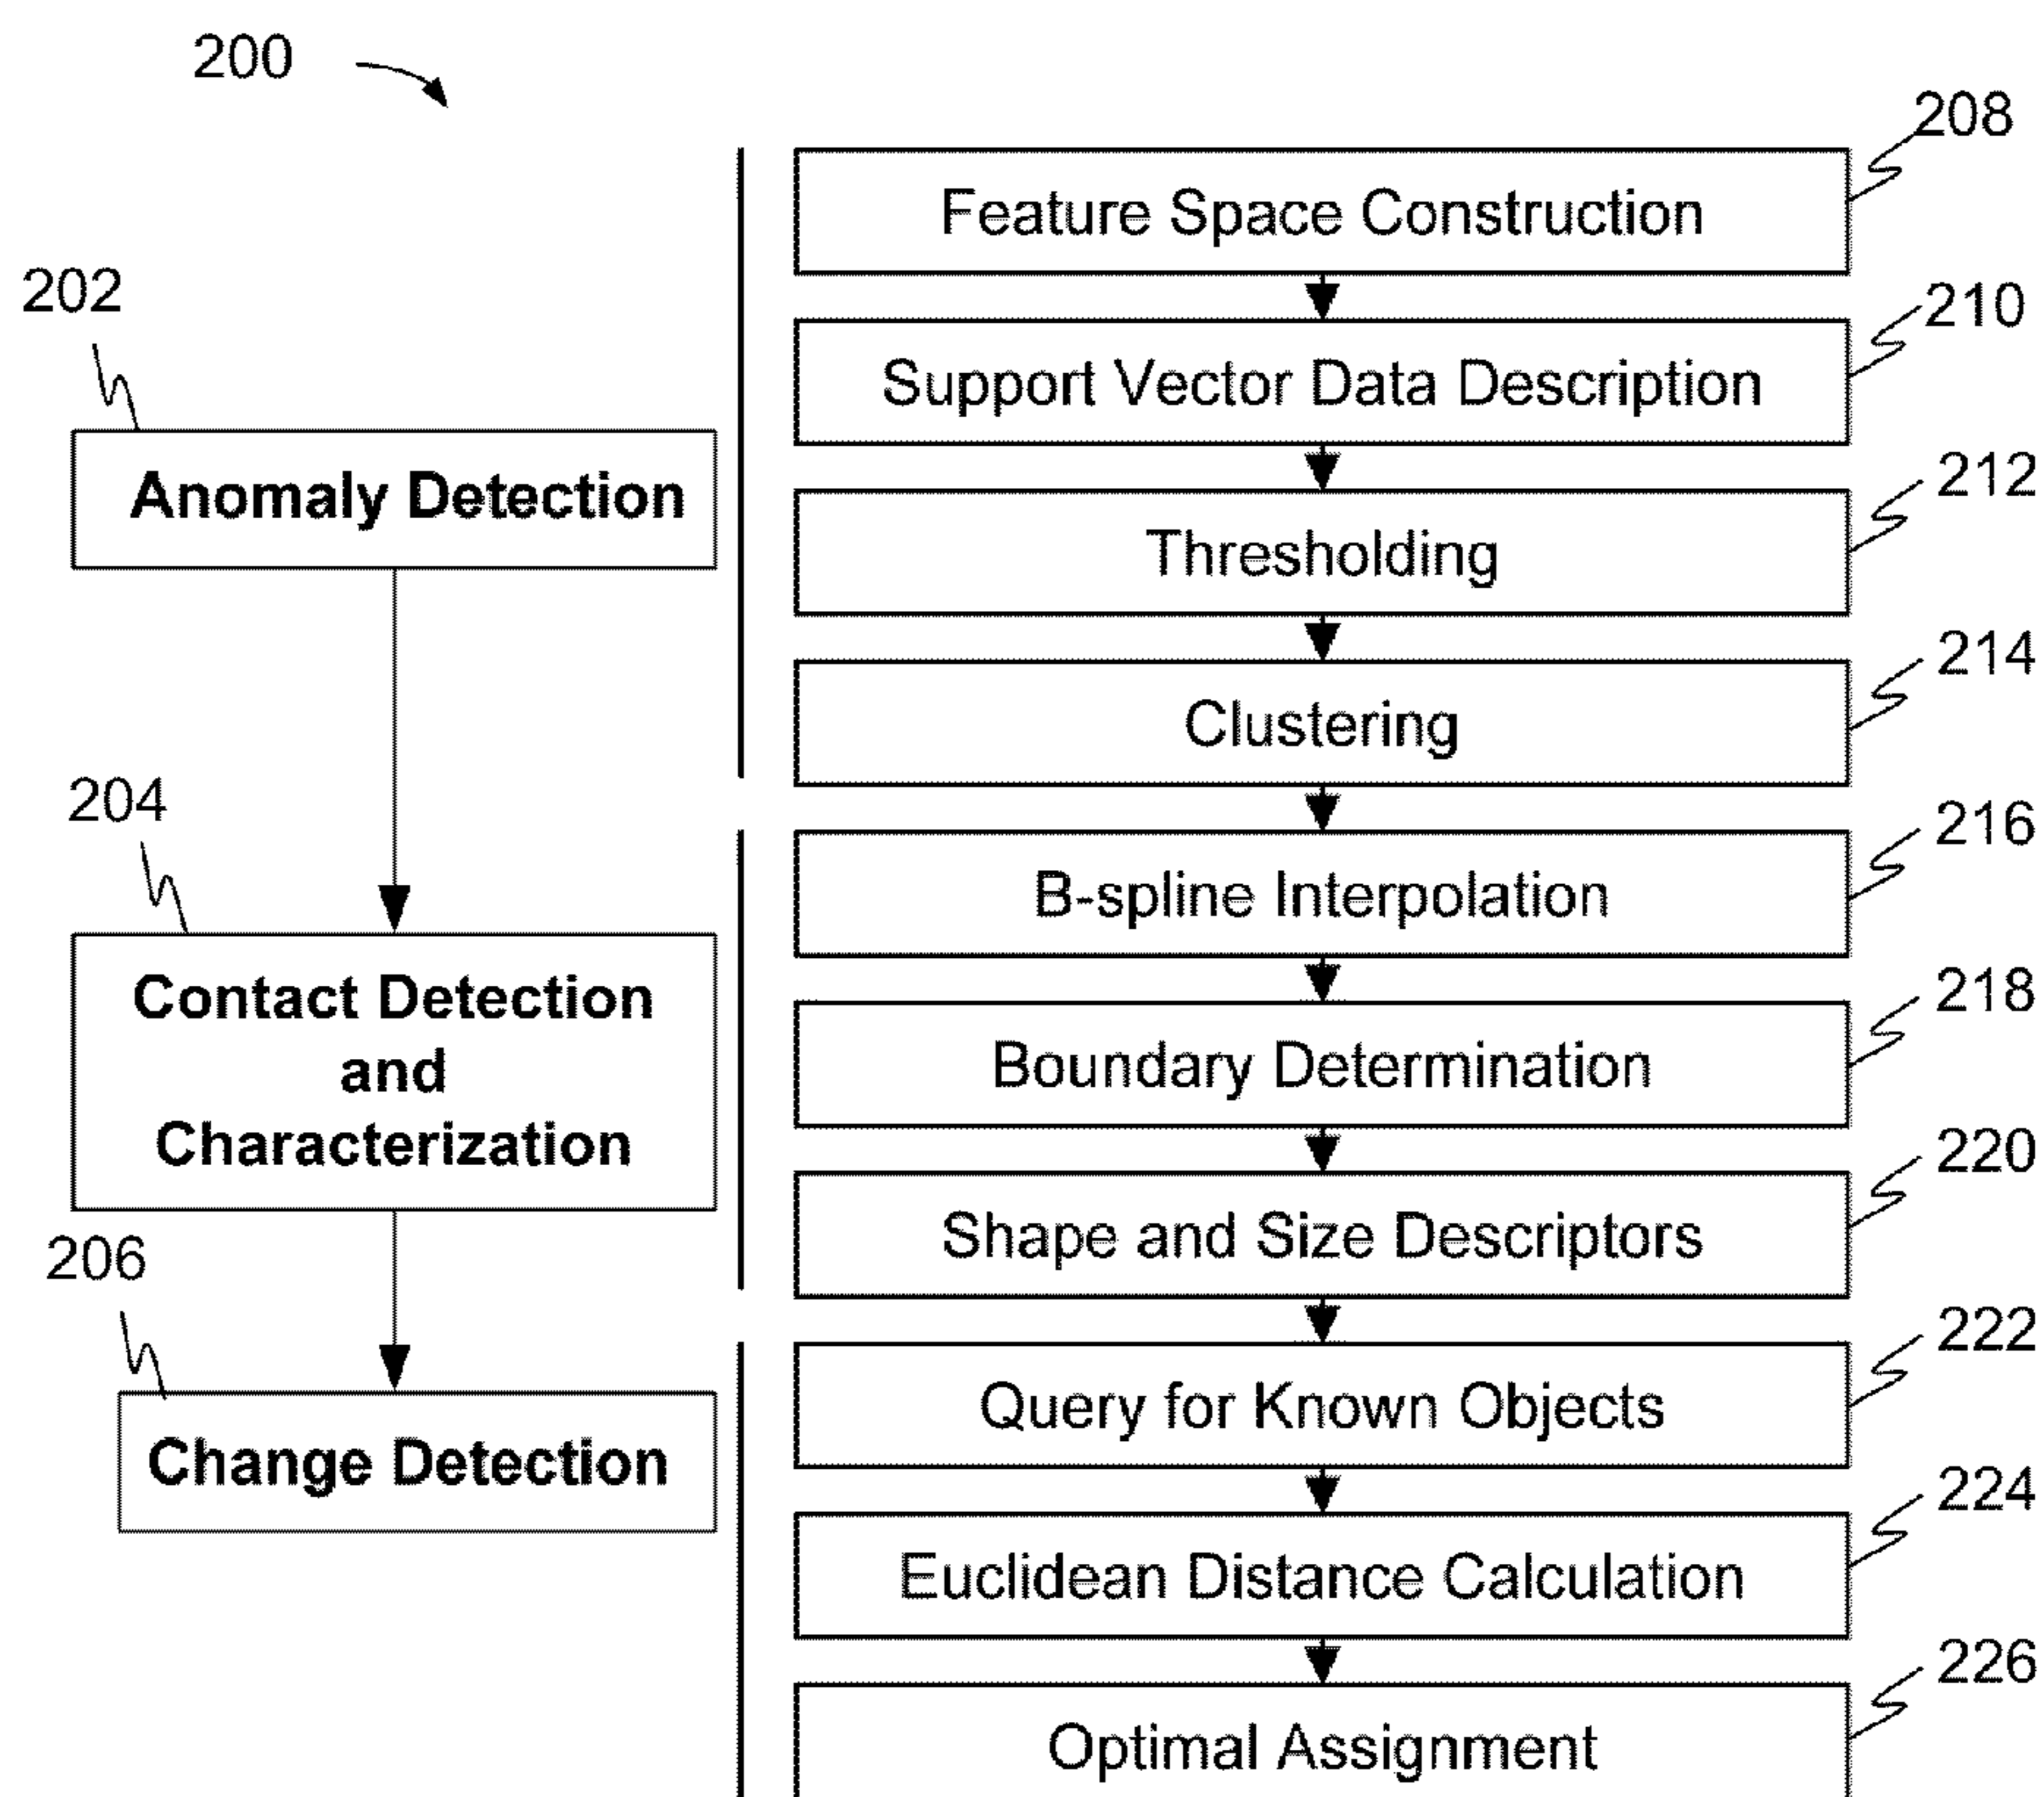 200
208
Feature Space Construction
202
210
Support Vector Data Description
Anomaly Detection
212
Thresholding
214
Clustering
204
216
B-spline Interpolation
Contact Detection
and
Characterization
218
Boundary Determination
220
Shape and Size Descriptors
206
222
Query for Known Objects
Change Detection
224
Euclidean Distance Calculation
226
Optimal Assignment